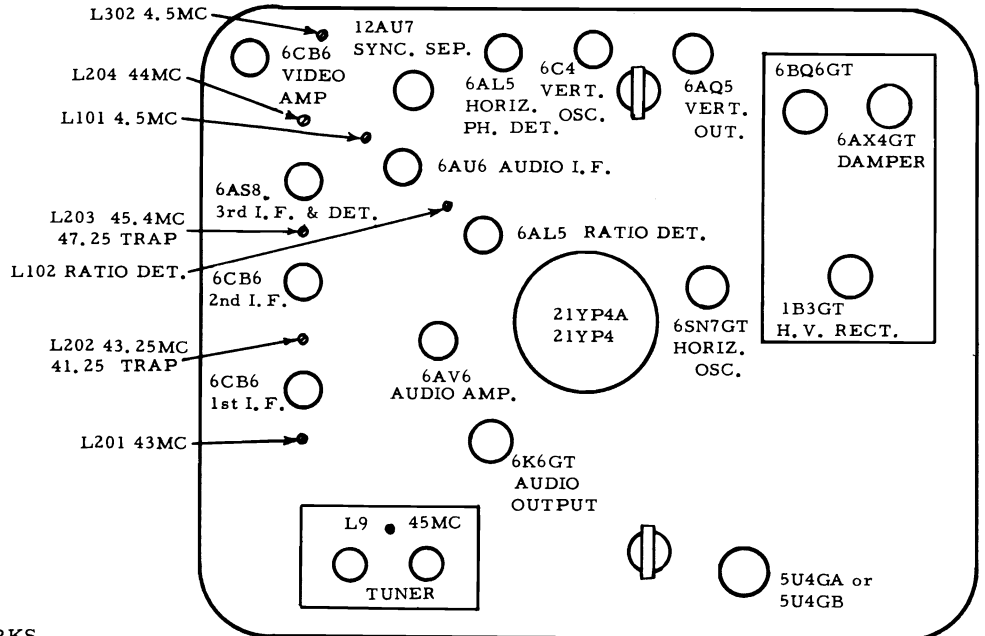 L302 4.5MC
12AU7
SYNC. SEP.
6CB6
VIDEO
AMP
L204 44MC
L101 4.5MC
6AL5
HORIZ.
PH. DET.
6C4
VERT.
OSC.
6AQ5
VERT.
OUT.
6BQ6GT
6AX4GT
DAMPER
6AU6 AUDIO I.F.
6AS8.
3rd I.F. & DET.
L203 45.4MC
47.25 TRAP
6AL5 RATIO DET.
L102 RATIO DET.
6CB6
2nd I.F.
21YP4A
21YP4
6SN7GT
HORIZ.
OSC.
1B3GT
H.V. RECT.
L202 43.25MC
41.25 TRAP
6AV6
AUDIO AMP.
6CB6
1st I.F.
L201 43MC
6K6GT
AUDIO
OUTPUT
L9 45MC
TUNER
5U4GA or
5U4GB